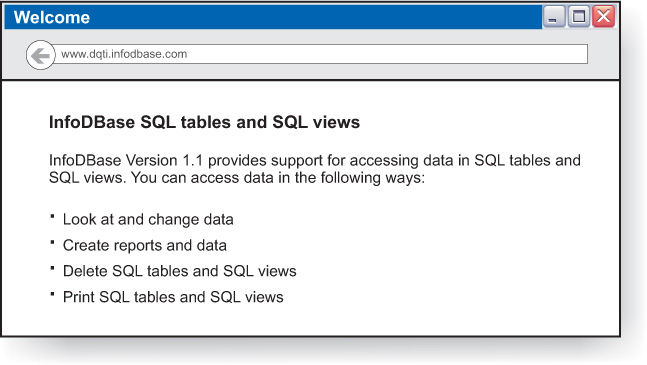 Welcome
www.dqti.infodbase.com
InfoDBase SQL tables and SQL views
InfoDBase Version 1.1 provides support for accessing data in SQL tables and
SQL views. You can access data in the following ways:
▪ Look at and change data
▪ Create reports and data
▪ Delete SQL tables and SQL views
▪ Print SQL tables and SQL views